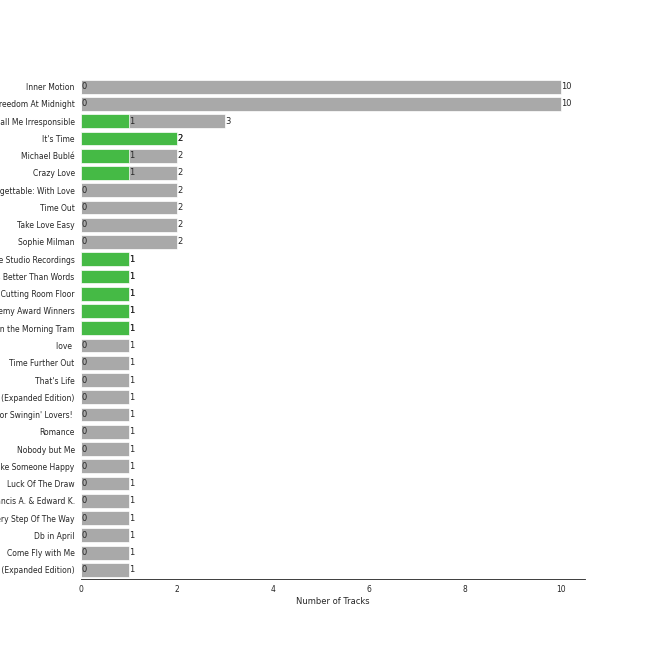 Inner Motion 0 10
reedom At Midnight 0 10
all Me Irresponsible 1 3
It's Time 2
Michael Bublé 1 2
Crazy Love 1 2
gettable: With Love 0 2
Time Out 0 2
Take Love Easy 0 2
Sophie Milman 0 2
e Studio Recordings 1
Better Than Words 1
Cutting Room Floor 1
emy Award Winners 1
n the Morning Tram 1
love 0 1
Time Further Out 0 1
That's Life 0 1
(Expanded Edition) 0 1
or Swingin' Lovers! 0 1
Romance 0 1
Nobody but Me 0 1
ke Someone Happy 0 1
Luck Of The Draw 0 1
ncis A. & Edward K. 0 1
ry Step Of The Way 0 1
Db in April 0 1
Come Fly with Me 0 1
(Expanded Edition) 0 1
0 2 4 6 8 10
Number of Tracks